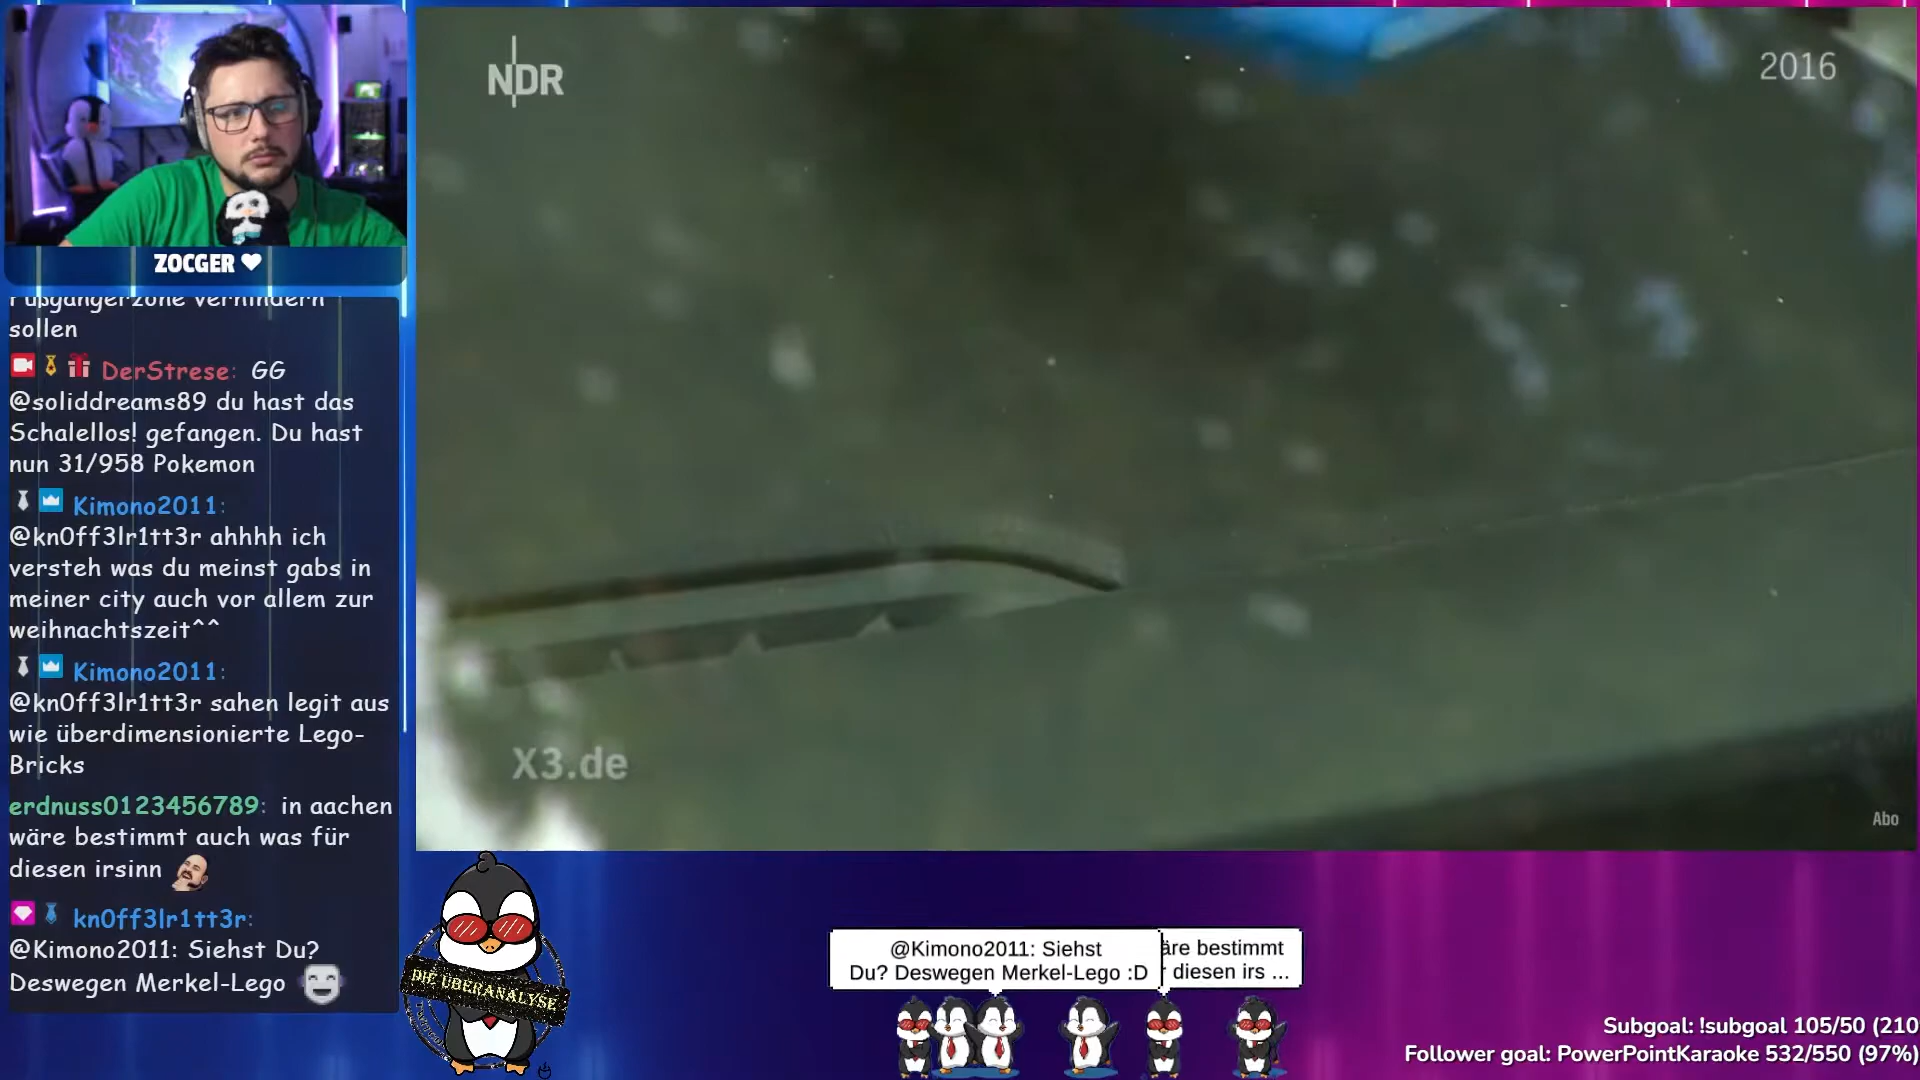 NDR
2016
ZOCGER
Fußgängerzone verhindern
sollen
DerStrese: GG
@soliddreams89 du hast das
Schalellos! gefangen. Du hast
nun 31/958 Pokemon
Kimono2011:
@kn0ff3lr1tt3r ahhhh ich
versteh was du meinst gabs in
meiner city auch vor allem zur
weihnachtszeit^^
Kimono2011:
@kn0ff3lr1tt3r sahen legit aus
wie überdimensionierte Lego-
Bricks
erdnuss0123456789: in aachen
wäre bestimmt auch was für
diesen irsinn
kn0ff3lr1tt3r:
@Kimono2011: Siehst Du?
Deswegen Merkel-Lego
X3.de
Abo
DIE ÜBERANALYSE
@Kimono2011: Siehst
Du? Deswegen Merkel-Lego :D
äre bestimmt
r diesen irs ...
Subgoal: !subgoal 105/50 (210
Follower goal: PowerPointKaraoke 532/550 (97%)